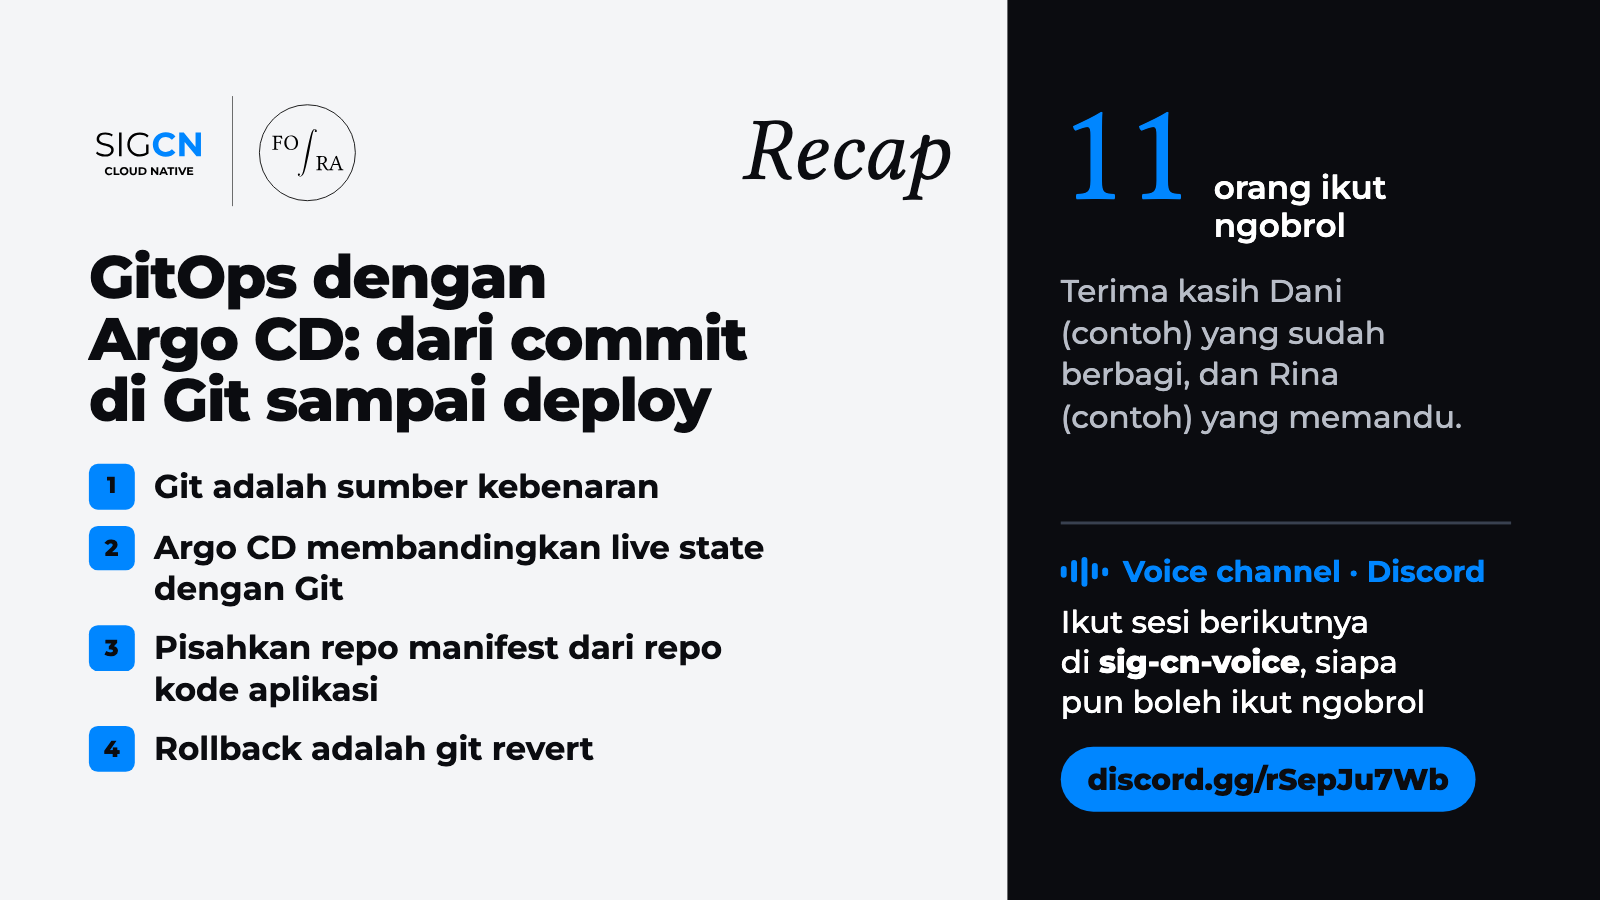 SIGCN
CLOUD NATIVE
FO RA
Recap
GitOps dengan
Argo CD: dari commit
di Git sampai deploy
1 Git adalah sumber kebenaran
2 Argo CD membandingkan live state
dengan Git
3 Pisahkan repo manifest dari repo
kode aplikasi
4 Rollback adalah git revert
11 orang ikut
ngobrol
Terima kasih Dani
(contoh) yang sudah
berbagi, dan Rina
(contoh) yang memandu.
Voice channel · Discord
Ikut sesi berikutnya
di sig-cn-voice, siapa
pun boleh ikut ngobrol
discord.gg/rSepJu7Wb